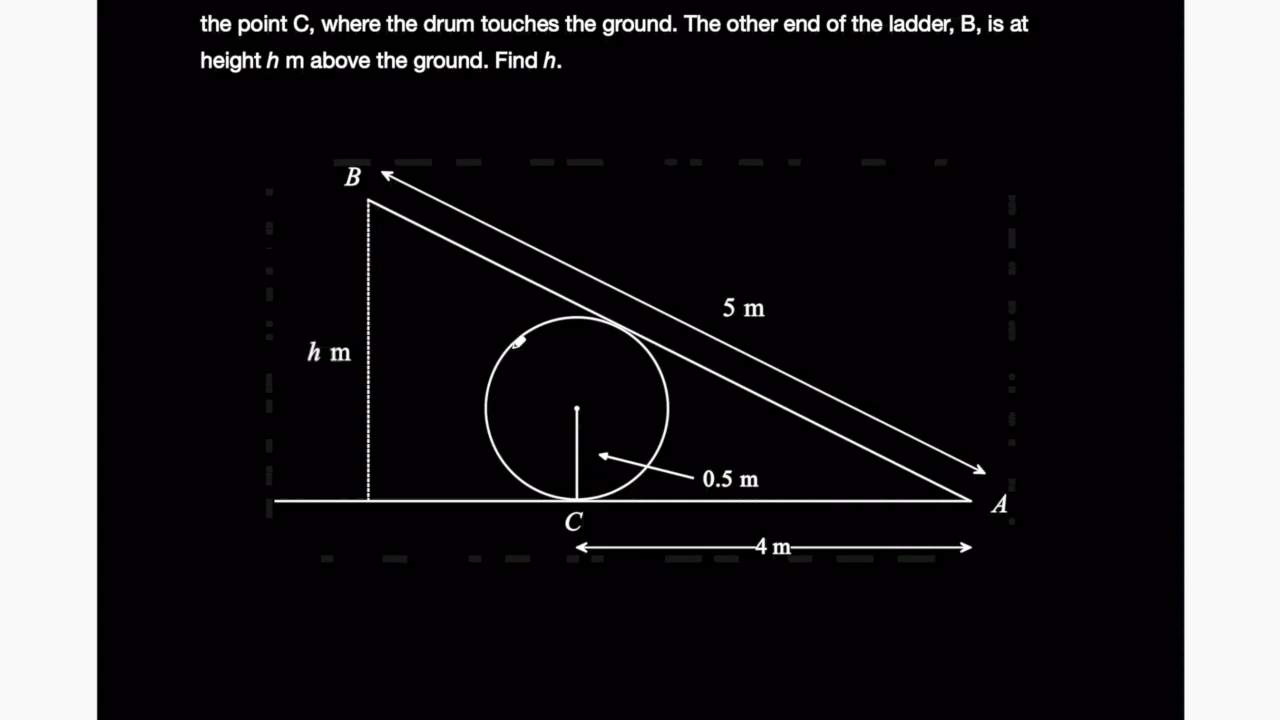 the point C, where the drum touches the ground. The other end of the ladder, B, is at
height h m above the ground. Find h.
B
5 m
h m
0.5 m
A
C
4 m